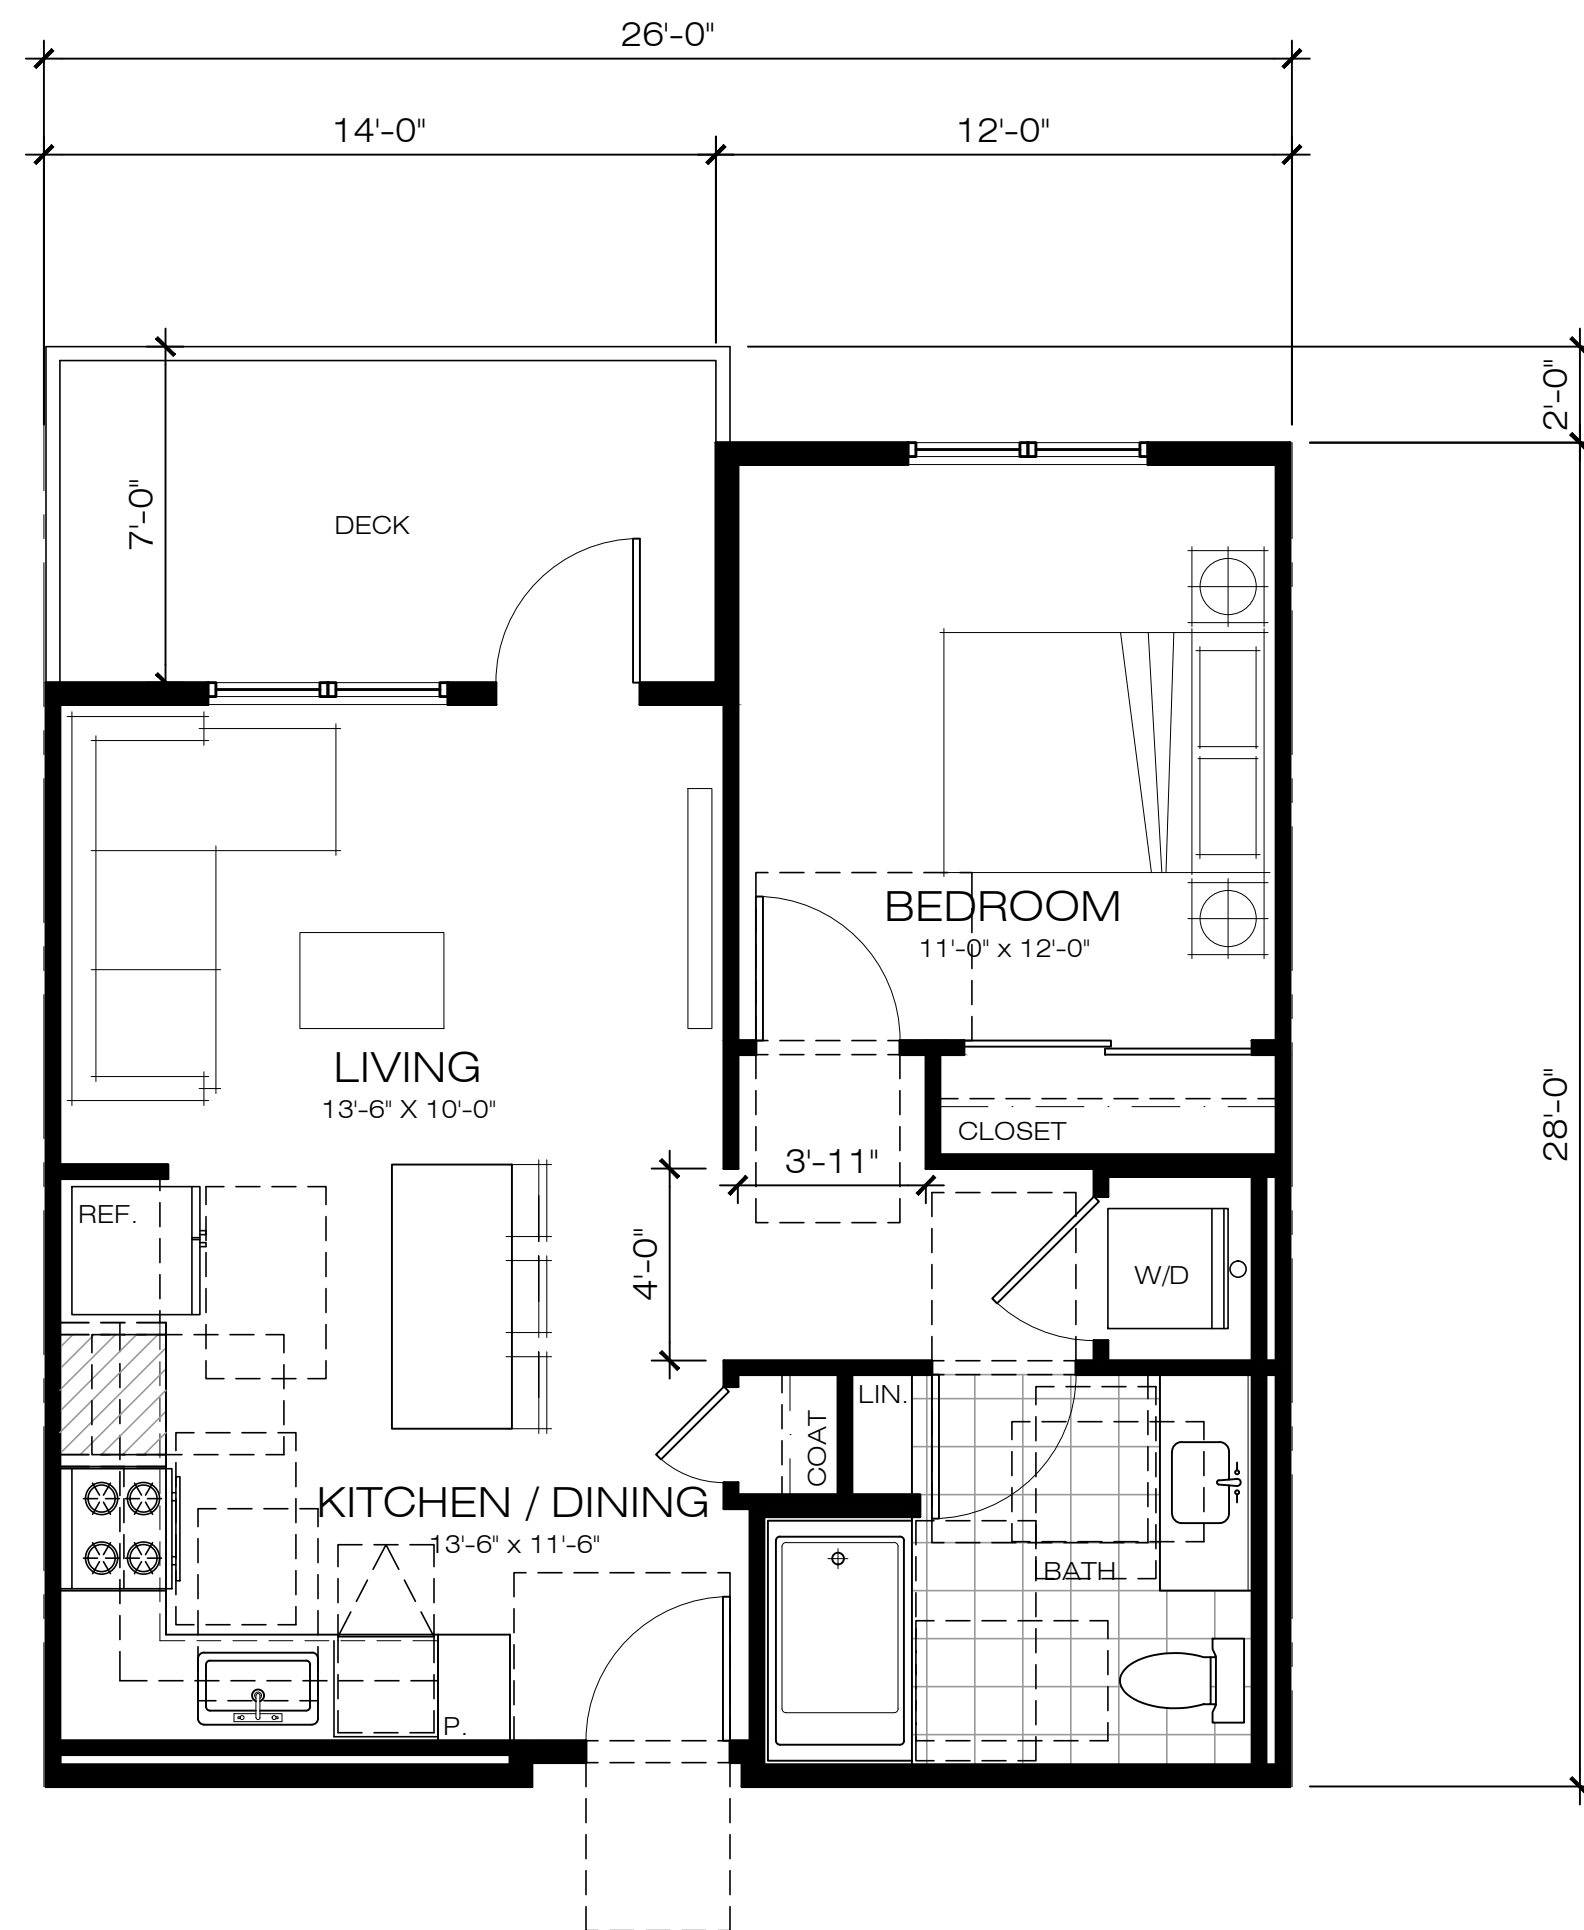 26'-0"
14'-0"
12'-0"
2'-0"
7'-0"
DECK
BEDROOM
11'-0" x 12'-0"
LIVING
13'-6" X 10'-0"
28'-0"
CLOSET
3'-11"
REF.
4'-0"
W/D
LIN.
COAT
KITCHEN / DINING
13'-6" x 11'-6"
BATH
P.